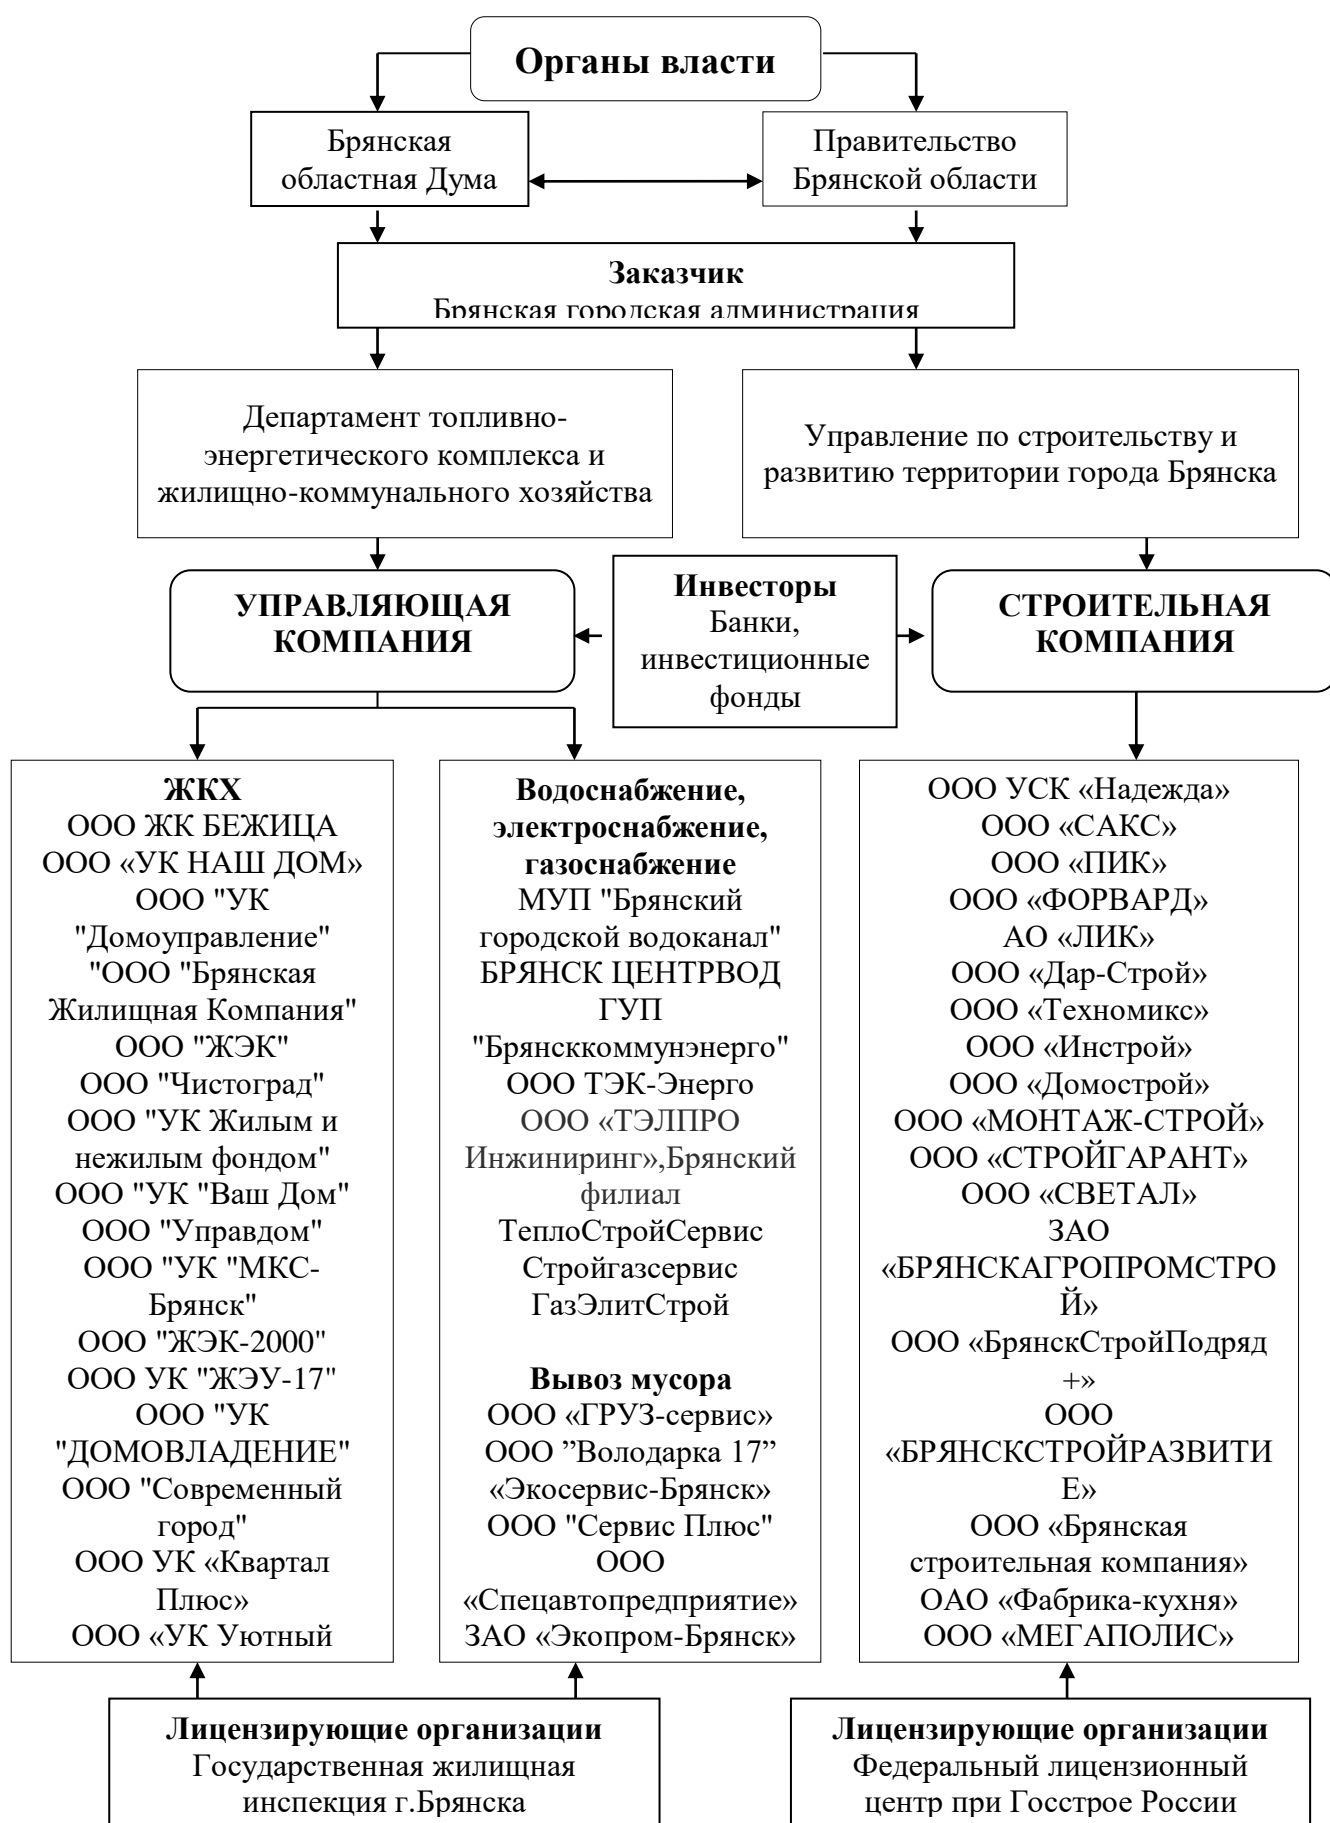 Органы власти
Брянская
областная Дума
Правительство
Брянской области
Заказчик
Брянская городская администрация
Департамент топливно-
энергетического комплекса и
жилищно-коммунального хозяйства
Управление по строительству и
развитию территории города Брянска
УПРАВЛЯЮЩАЯ
КОМПАНИЯ
Инвесторы
Банки,
инвестиционные
фонды
СТРОИТЕЛЬНАЯ
КОМПАНИЯ
ЖКХ
ООО ЖК БЕЖИЦА
ООО «УК НАШ ДОМ»
ООО "УК
"Домоуправление"
"ООО "Брянская
Жилищная Компания"
ООО "ЖЭК"
ООО "Чистоград"
ООО "УК Жилым и
нежилым фондом"
ООО "УК "Ваш Дом"
ООО "Управдом"
ООО "УК "МКС-
Брянск"
ООО "ЖЭК-2000"
ООО УК "ЖЭУ-17"
ООО "УК
"ДОМОВЛАДЕНИЕ"
ООО "Современный
город"
ООО УК «Квартал
Плюс»
ООО «УК Уютный
Водоснабжение,
электроснабжение,
газоснабжение
МУП "Брянский
городской водоканал"
БРЯНСК ЦЕНТРВОД
ГУП
"Брянсккоммунэнерго"
ООО ТЭК-Энерго
ООО «ТЭЛПРО
Инжиниринг»,Брянский
филиал
ТеплоСтройСервис
Стройгазсервис
ГазЭлитСтрой
Вывоз мусора
ООО «ГРУЗ-сервис»
ООО ”Володарка 17”
«Экосервис-Брянск»
ООО "Сервис Плюс"
ООО
«Спецавтопредприятие»
ЗАО «Экопром-Брянск»
ООО УСК «Надежда»
ООО «САКС»
ООО «ПИК»
ООО «ФОРВАРД»
АО «ЛИК»
ООО «Дар-Строй»
ООО «Техномикс»
ООО «Инстрой»
ООО «Домострой»
ООО «МОНТАЖ-СТРОЙ»
ООО «СТРОЙГАРАНТ»
ООО «СВЕТАЛ»
ЗАО
«БРЯНСКАГРОПРОМСТРО
Й»
ООО «БрянскСтройПодряд
+»
ООО
«БРЯНСКСТРОЙРАЗВИТИ
Е»
ООО «Брянская
строительная компания»
ОАО «Фабрика-кухня»
ООО «МЕГАПОЛИС»
Лицензирующие организации
Государственная жилищная
инспекция г.Брянска
Лицензирующие организации
Федеральный лицензионный
центр при Госстрое России